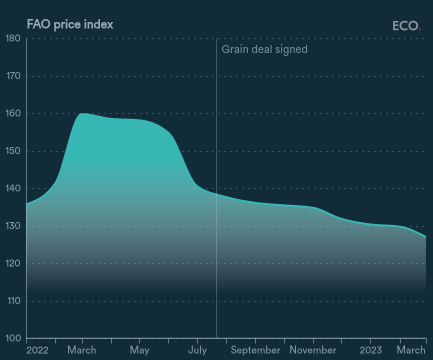 FAO price index
ECO.
180
Grain deal signed
170
160
150
140
130
120
110
100
2022 March May July September November 2023 March